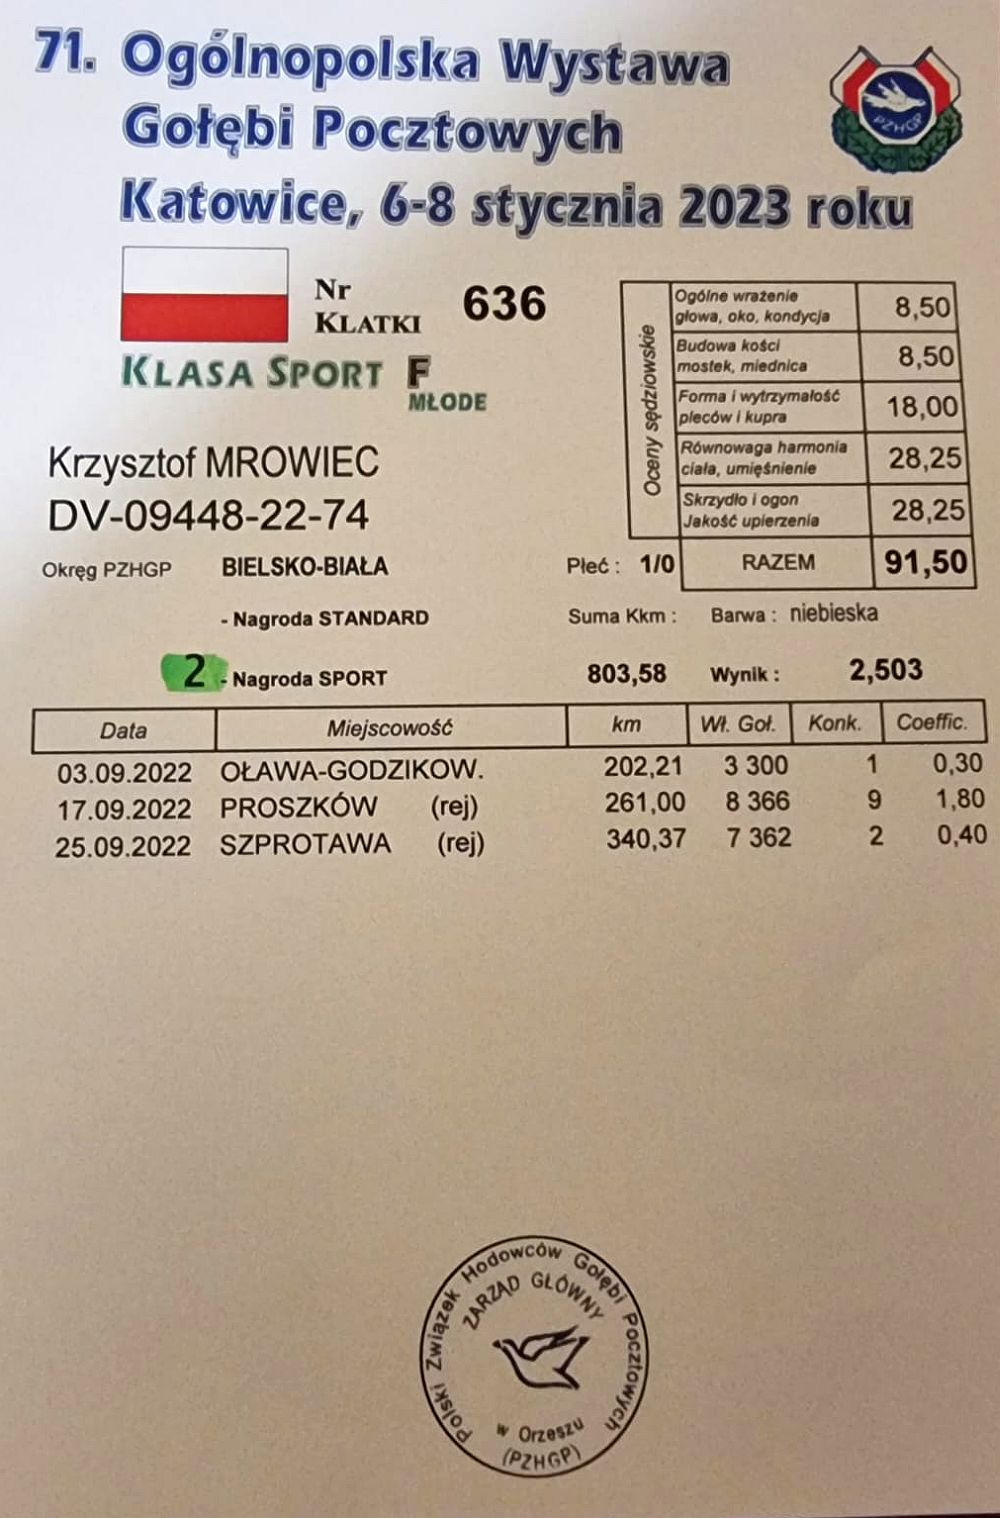 71. Ogólnopolska Wystawa
Gołębi Pocztowych
Katowice, 6-8 stycznia 2023 roku
PZHGP
Nr KLATKI 636
KLASA SPORT F
MŁODE
Krzysztof MROWIEC
DV-09448-22-74
Okręg PZHGP BIELSKO-BIAŁA
Oceny sędziowskie
Ogólne wrażenie
głowa, oko, kondycja 8,50
Budowa kości
mostek, miednica 8,50
Forma i wytrzymałość
pleców i kupra 18,00
Równowaga harmonia
ciała, umięśnienie 28,25
Skrzydło i ogon
Jakość upierzenia 28,25
Płeć : 1/0 RAZEM 91,50
- Nagroda STANDARD Suma Kkm : Barwa : niebieska
2 - Nagroda SPORT 803,58 Wynik : 2,503
Data Miejscowość km Wł. Goł. Konk. Coeffic.
03.09.2022 OŁAWA-GODZIKOW. 202,21 3 300 1 0,30
17.09.2022 PROSZKÓW (rej) 261,00 8 366 9 1,80
25.09.2022 SZPROTAWA (rej) 340,37 7 362 2 0,40
Polski Związek Hodowców Gołębi Pocztowych
ZARZĄD GŁÓWNY
w Orzeszu
(PZHGP)